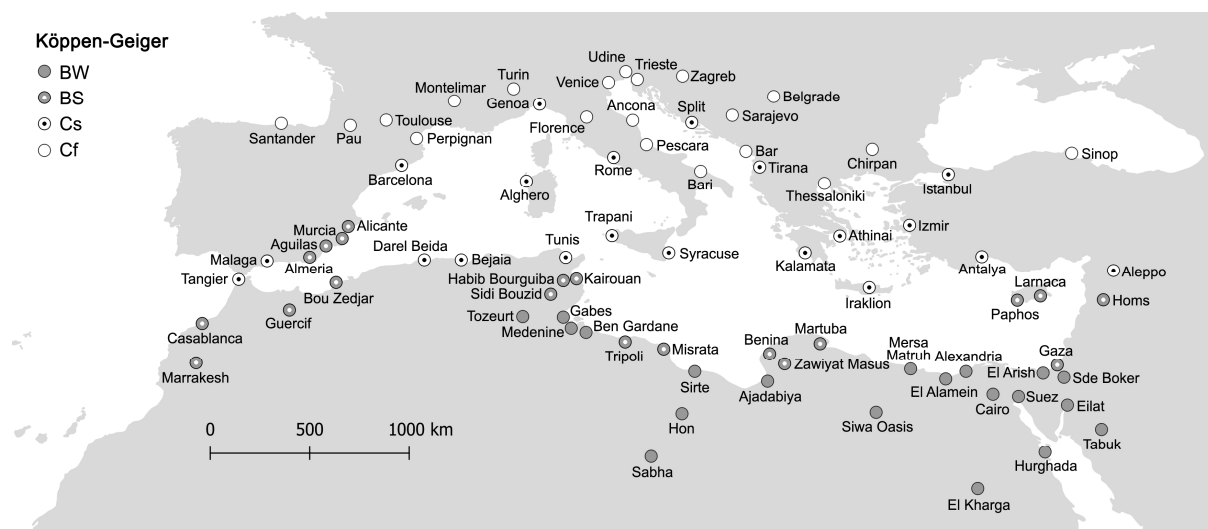 Köppen-Geiger
BW
BS
Cs
Cf
Udine
Trieste
Turin
Venice
Zagreb
Montelimar
Genoa
Ancona
Split
Belgrade
Sarajevo
Santander
Pau
Toulouse
Perpignan
Florence
Pescara
Bar
Chirpan
Sinop
Barcelona
Rome
Bari
Tirana
Istanbul
Alghero
Thessaloniki
Trapani
Murcia
Alicante
Aguilas
Darel Beida
Tunis
Syracuse
Athinai
Izmir
Malaga
Almeria
Bejaia
Kalamata
Antalya
Aleppo
Tangier
Bou Zedjar
Habib Bourguiba
Kairouan
Sidi Bouzid
Iraklion
Larnaca
Paphos
Homs
Guercif
Tozeurt
Gabes
Medenine
Ben Gardane
Casablanca
Tripoli
Misrata
Benina
Martuba
Mersa
Matruh
Alexandria
Gaza
Marrakesh
Zawiyat Masus
El Arish
Sde Boker
Sirte
Ajadabiya
El Alamein
Cairo
Suez
Eilat
Hon
Siwa Oasis
Tabuk
0 500 1000 km
Sabha
Hurghada
El Kharga